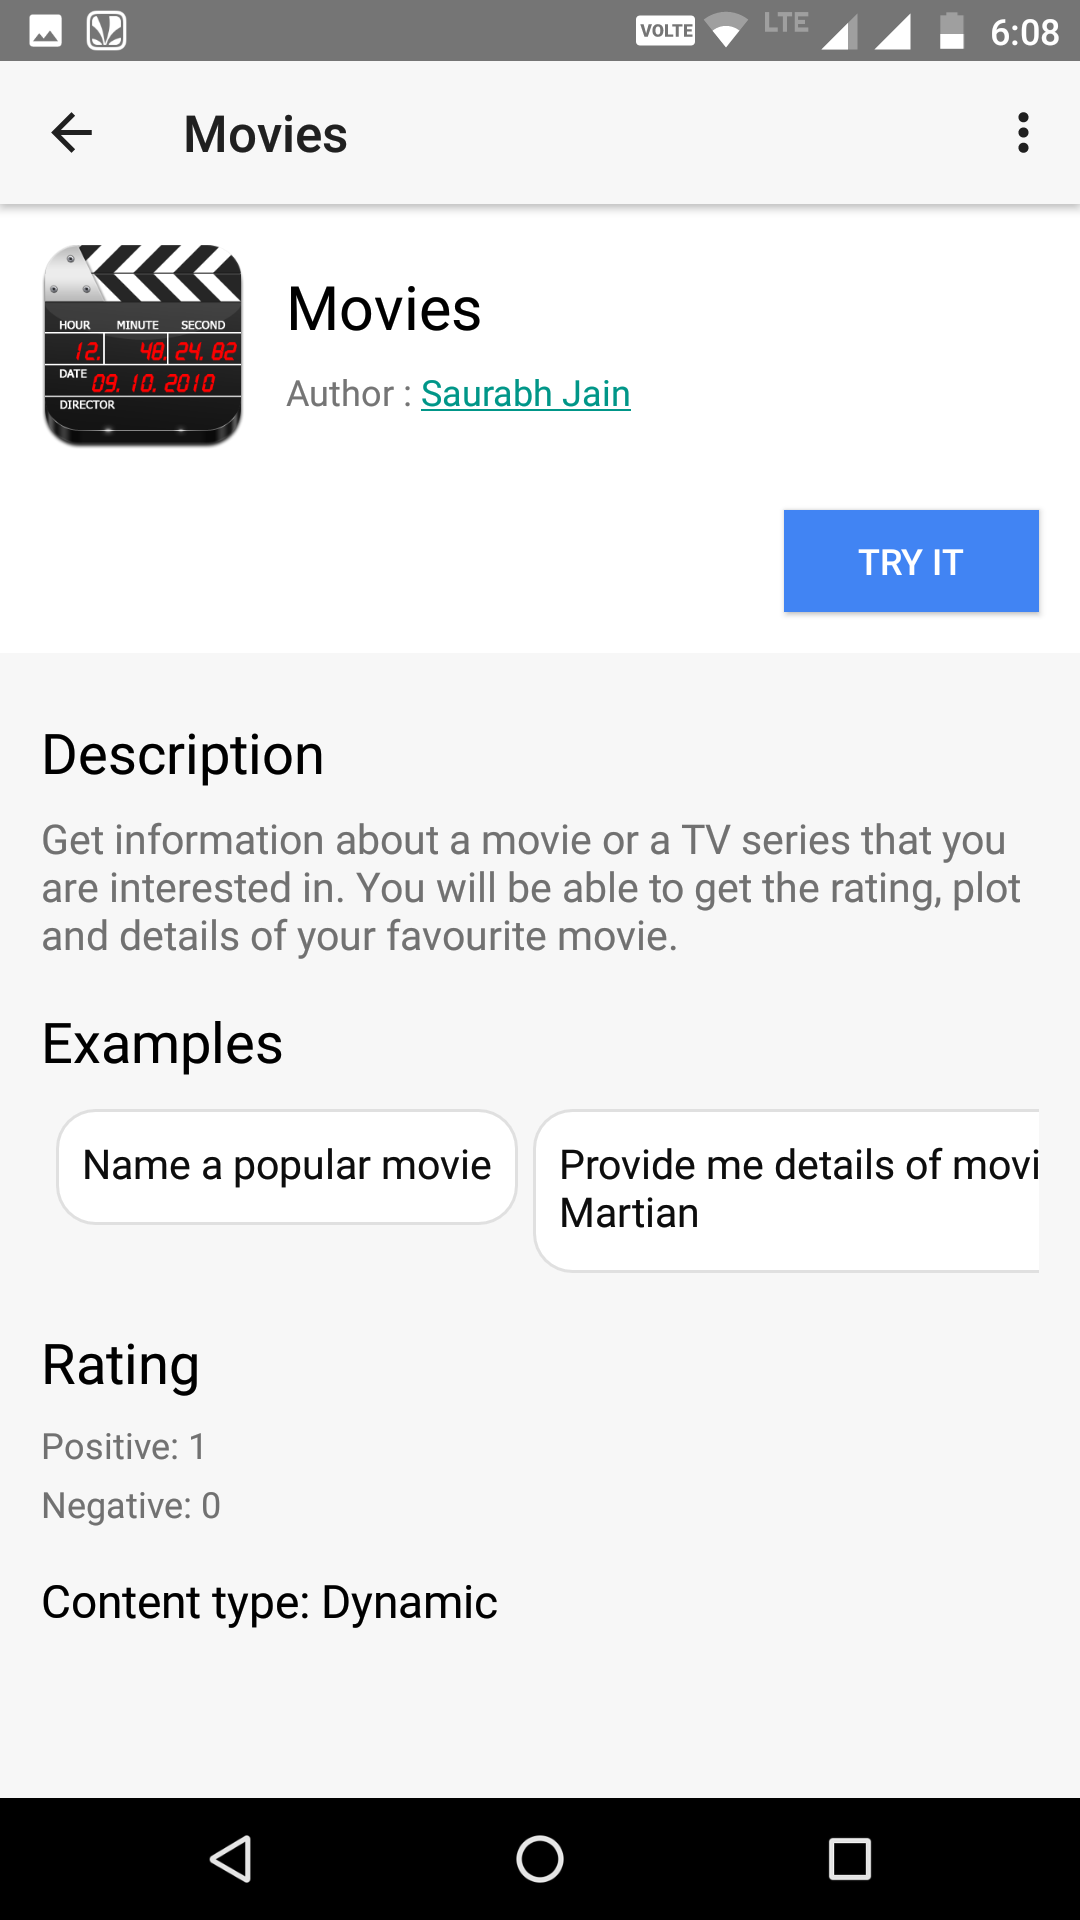 VOLTE LTE 6:08
Movies
HOUR MINUTE SECOND
12. 48. 24. 82
DATE 09. 10. 2010
DIRECTOR
Movies
Author : Saurabh Jain
TRY IT
Description
Get information about a movie or a TV series that you
are interested in. You will be able to get the rating, plot
and details of your favourite movie.
Examples
Name a popular movie
Provide me details of movi
Martian
Rating
Positive: 1
Negative: 0
Content type: Dynamic